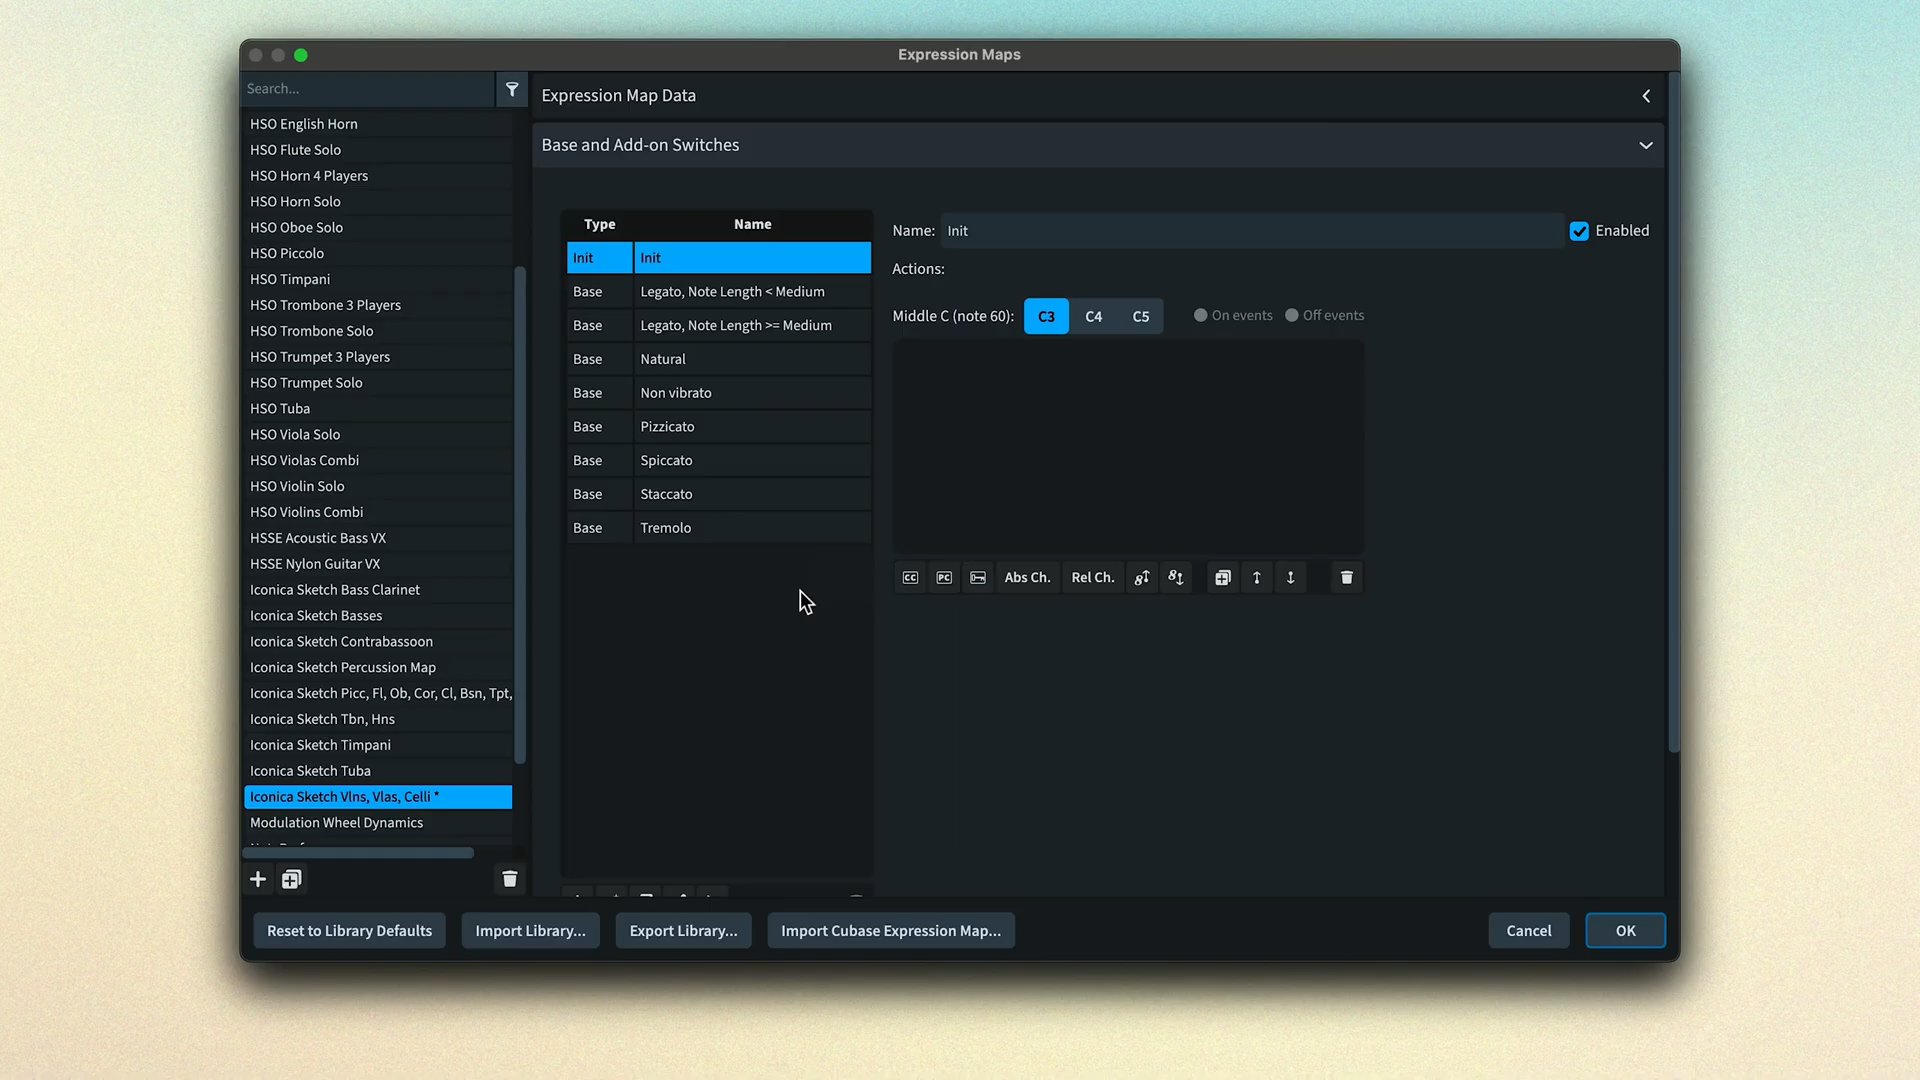 Expression Maps
Search...
HSO English Horn
HSO Flute Solo
HSO Horn 4 Players
HSO Horn Solo
HSO Oboe Solo
HSO Piccolo
HSO Timpani
HSO Trombone 3 Players
HSO Trombone Solo
HSO Trumpet 3 Players
HSO Trumpet Solo
HSO Tuba
HSO Viola Solo
HSO Violas Combi
HSO Violin Solo
HSO Violins Combi
HSSE Acoustic Bass VX
HSSE Nylon Guitar VX
Iconica Sketch Bass Clarinet
Iconica Sketch Basses
Iconica Sketch Contrabassoon
Iconica Sketch Percussion Map
Iconica Sketch Picc, Fl, Ob, Cor, Cl, Bsn, Tpt,
Iconica Sketch Tbn, Hns
Iconica Sketch Timpani
Iconica Sketch Tuba
Iconica Sketch Vlns, Vlas, Celli *
Modulation Wheel Dynamics
Expression Map Data
Base and Add-on Switches
Type Name
Init Init
Base Legato, Note Length < Medium
Base Legato, Note Length >= Medium
Base Natural
Base Non vibrato
Base Pizzicato
Base Spiccato
Base Staccato
Base Tremolo
Name: Init Enabled
Actions:
Middle C (note 60): C3 C4 C5 On events Off events
CC PC Abs Ch. Rel Ch. 8 8
Reset to Library Defaults Import Library... Export Library... Import Cubase Expression Map... Cancel OK